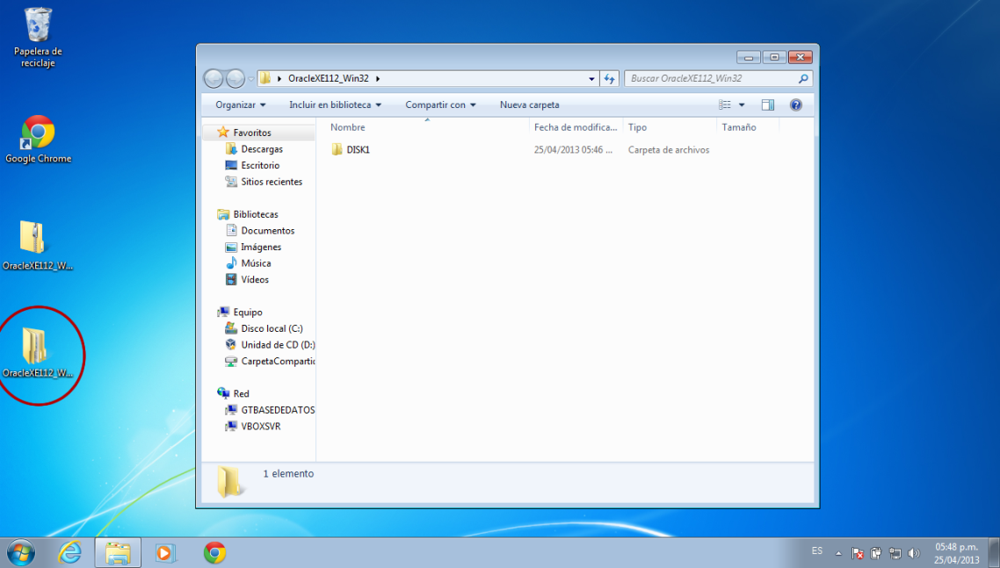 Papelera de
reciclaje
Google Chrome
OracleXE112_W...
OracleXE112_W...
OracleXE112_Win32
Buscar OracleXE112_Win32
Organizar
Incluir en biblioteca
Compartir con
Nueva carpeta
Favoritos
Descargas
Escritorio
Sitios recientes
Bibliotecas
Documentos
Imágenes
Música
Vídeos
Equipo
Disco local (C:)
Unidad de CD (D:)
CarpetaCompartic
Red
GTBASEDEDATOS
VBOXSVR
Nombre
Fecha de modifica...
Tipo
Tamaño
DISK1
25/04/2013 05:46 ...
Carpeta de archivos
1 elemento
ES
05:48 p.m.
25/04/2013